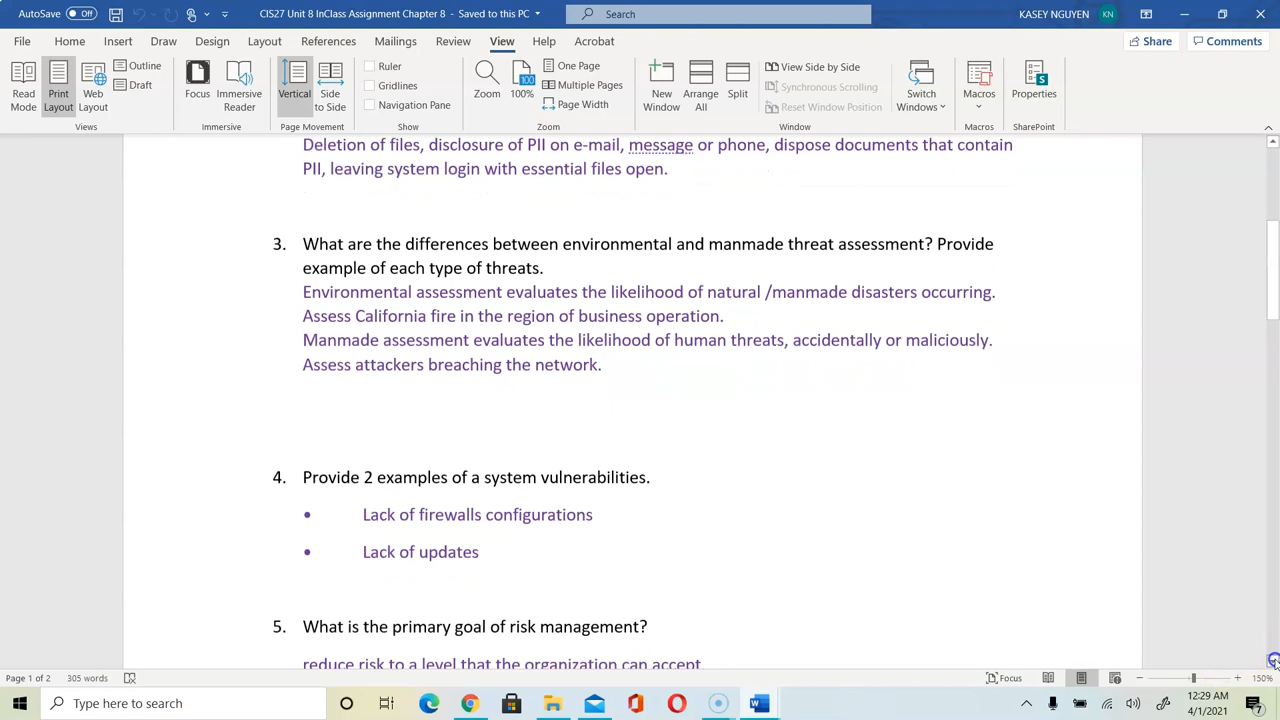 AutoSave Off CIS27 Unit 8 InClass Assignment Chapter 8 - Saved to this PC Search KASEY NGUYEN KN
File Home Insert Draw Design Layout References Mailings Review View Help Acrobat Share Comments
Read Mode
Print Layout
Web Layout
Outline
Draft
Views
Focus
Immersive Reader
Immersive
Vertical
Side to Side
Page Movement
Ruler
Gridlines
Navigation Pane
Show
Zoom
100
100%
One Page
Multiple Pages
Page Width
Zoom
New Window
Arrange All
Split
View Side by Side
Synchronous Scrolling
Reset Window Position
Window
Switch Windows
Macros
Macros
Properties
SharePoint
Deletion of files, disclosure of PII on e-mail, message or phone, dispose documents that contain
PII, leaving system login with essential files open.
3. What are the differences between environmental and manmade threat assessment? Provide
example of each type of threats.
Environmental assessment evaluates the likelihood of natural /manmade disasters occurring.
Assess California fire in the region of business operation.
Manmade assessment evaluates the likelihood of human threats, accidentally or maliciously.
Assess attackers breaching the network.
4. Provide 2 examples of a system vulnerabilities.
• Lack of firewalls configurations
• Lack of updates
5. What is the primary goal of risk management?
reduce risk to a level that the organization can accept
Page 1 of 2 305 words Focus 150%
Type here to search 12:29 AM
4/1/2021
7